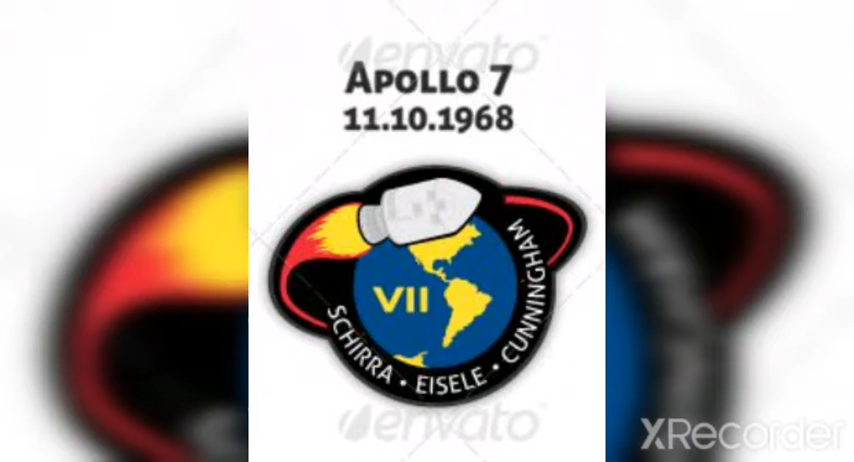 envato
Apollo 7
11.10.1968
VII
SCHIRRA • EISELE • CUNNINGHAM
envato
XRecorder